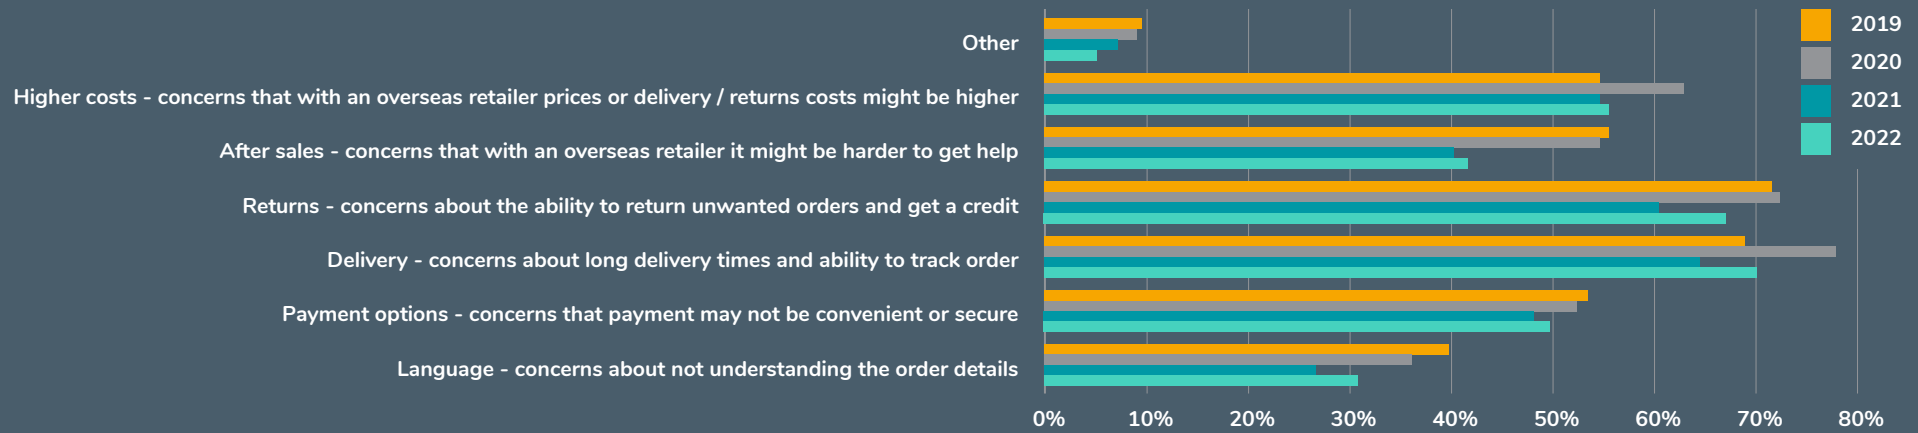 Other
Higher costs - concerns that with an overseas retailer prices or delivery / returns costs might be higher
After sales - concerns that with an overseas retailer it might be harder to get help
Returns - concerns about the ability to return unwanted orders and get a credit
Delivery - concerns about long delivery times and ability to track order
Payment options - concerns that payment may not be convenient or secure
Language - concerns about not understanding the order details
0% 10% 20% 30% 40% 50% 60% 70% 80%
2019
2020
2021
2022